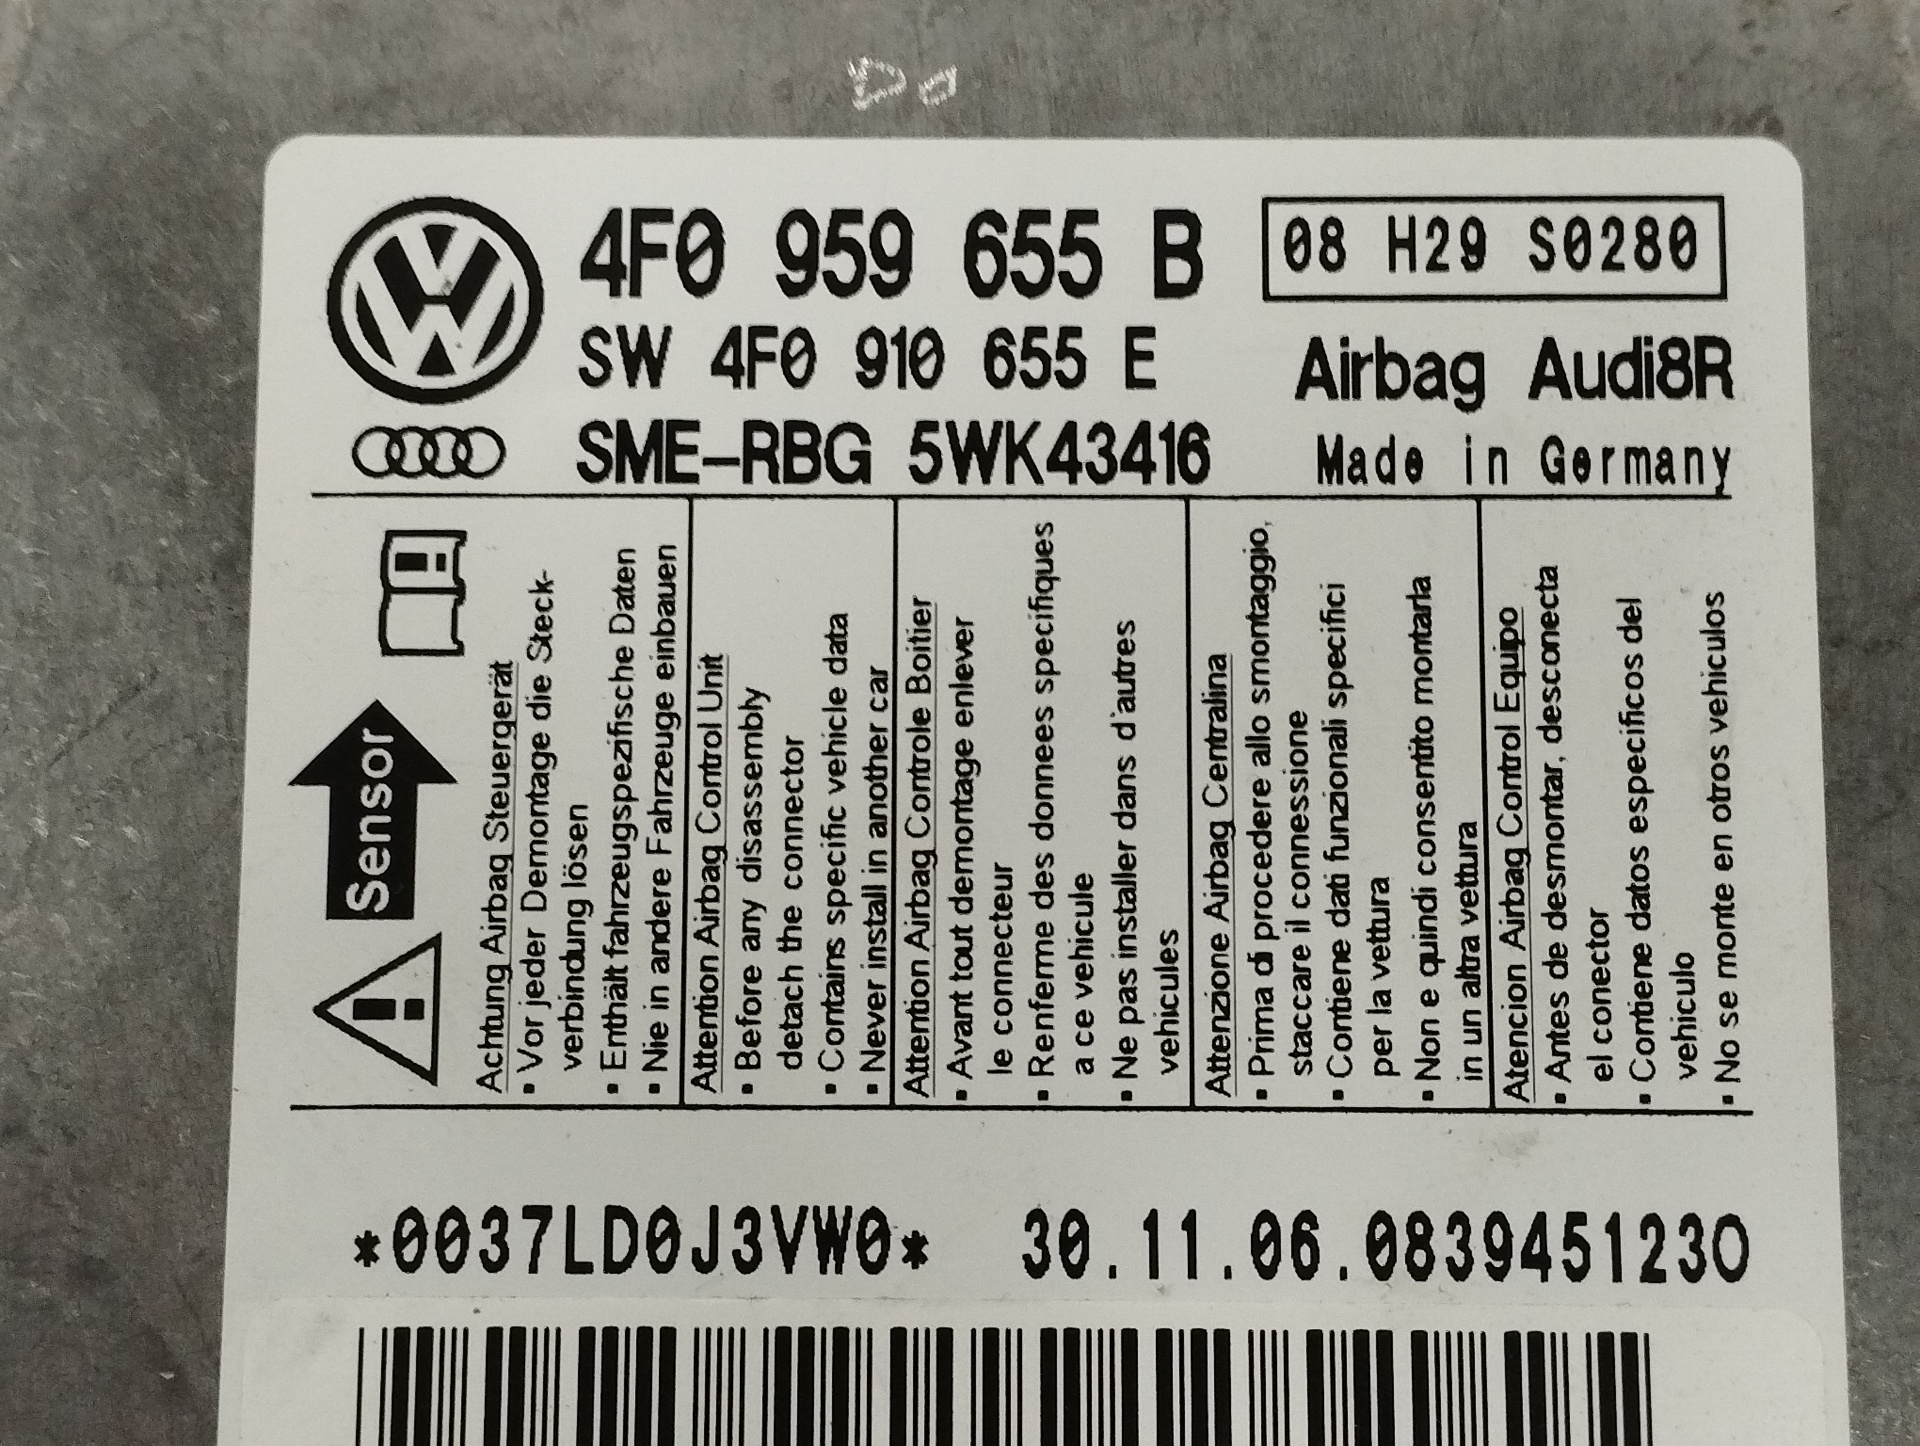 Do
4F0 959 655 B
08 H29 S0280
SW 4F0 910 655 E
Airbag Audi8R
SME-RBG 5WK43416
Made in Germany
Sensor
Achtung Airbag Steuergerät
▪ Vor jeder Demontage die Steck-
verbindung lösen
▪ Enthält fahrzeugspezifische Daten
▪ Nie in andere Fahrzeuge einbauen
Attention Airbag Control Unit
▪ Before any disassembly
detach the connector
▪ Contains specific vehicle data
▪ Never install in another car
Attention Airbag Controle Boitier
▪ Avant tout demontage enlever
le connecteur
▪ Renferme des donnees specifiques
a ce vehicule
▪ Ne pas installer dans d'autres
vehicules
Attenzione Airbag Centralina
▪ Prima di procedere allo smontaggio,
staccare il connessione
▪ Contiene dati funzionali specifici
per la vettura
▪ Non e quindi consentito montarla
in un altra vettura
Atencion Airbag Control Equipo
▪ Antes de desmontar, desconecta
el conector
▪ Contiene datos especificos del
vehiculo
▪ No se monte en otros vehiculos
*0037LD0J3VW0* 30.11.06.0839451230